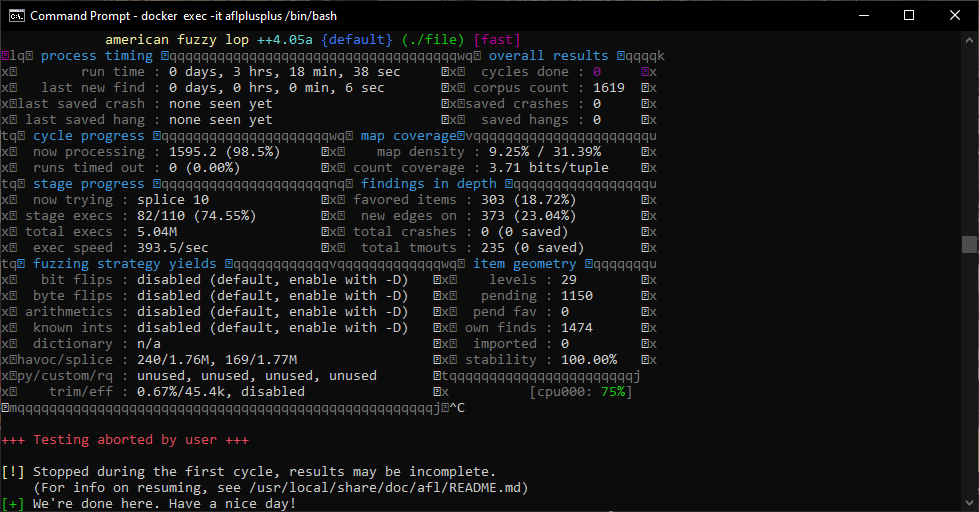 Command Prompt - docker exec -it aflplusplus /bin/bash
american fuzzy lop ++4.05a {default} (./file) [fast]
lq process timing qqqqqqqqqqqqqqqqqqqqqqqqqqqqqqqqqqqqwq overall results qqqqk
x run time : 0 days, 3 hrs, 18 min, 38 sec x cycles done : 0 x
x last new find : 0 days, 0 hrs, 0 min, 6 sec x corpus count : 1619 x
x last saved crash : none seen yet x saved crashes : 0 x
x last saved hang : none seen yet x saved hangs : 0 x
tq cycle progress qqqqqqqqqqqqqqqqqqqqqwq map coverage vqqqqqqqqqqqqqqqqqqqqqqu
x now processing : 1595.2 (98.5%) x map density : 9.25% / 31.39% x
x runs timed out : 0 (0.00%) x count coverage : 3.71 bits/tuple x
tq stage progress qqqqqqqqqqqqqqqqqqqqqnq findings in depth qqqqqqqqqqqqqqqqqqu
x now trying : splice 10 x favored items : 303 (18.72%) x
x stage execs : 82/110 (74.55%) x new edges on : 373 (23.04%) x
x total execs : 5.04M x total crashes : 0 (0 saved) x
x exec speed : 393.5/sec x total tmouts : 235 (0 saved) x
tq fuzzing strategy yields qqqqqqqqqqqqvqqqqqqqqqqqqqwq item geometry qqqqqqqu
x bit flips : disabled (default, enable with -D) x levels : 29 x
x byte flips : disabled (default, enable with -D) x pending : 1150 x
x arithmetics : disabled (default, enable with -D) x pend fav : 0 x
x known ints : disabled (default, enable with -D) x own finds : 1474 x
x dictionary : n/a x imported : 0 x
x havoc/splice : 240/1.76M, 169/1.77M x stability : 100.00% x
x py/custom/rq : unused, unused, unused, unused tqqqqqqqqqqqqqqqqqqqqqqqj
x trim/eff : 0.67%/45.4k, disabled x [cpu000: 75%]
mqqqqqqqqqqqqqqqqqqqqqqqqqqqqqqqqqqqqqqqqqqqqqqqqqqqqj ^C
+++ Testing aborted by user +++
[!] Stopped during the first cycle, results may be incomplete.
(For info on resuming, see /usr/local/share/doc/afl/README.md)
[+] We're done here. Have a nice day!